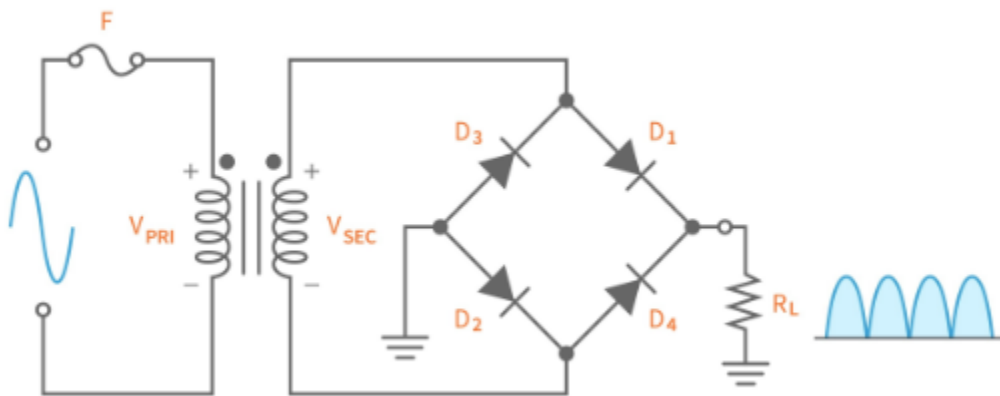 F
D3
D1
+
+
VPRI
VSEC
−
−
D2
D4
RL